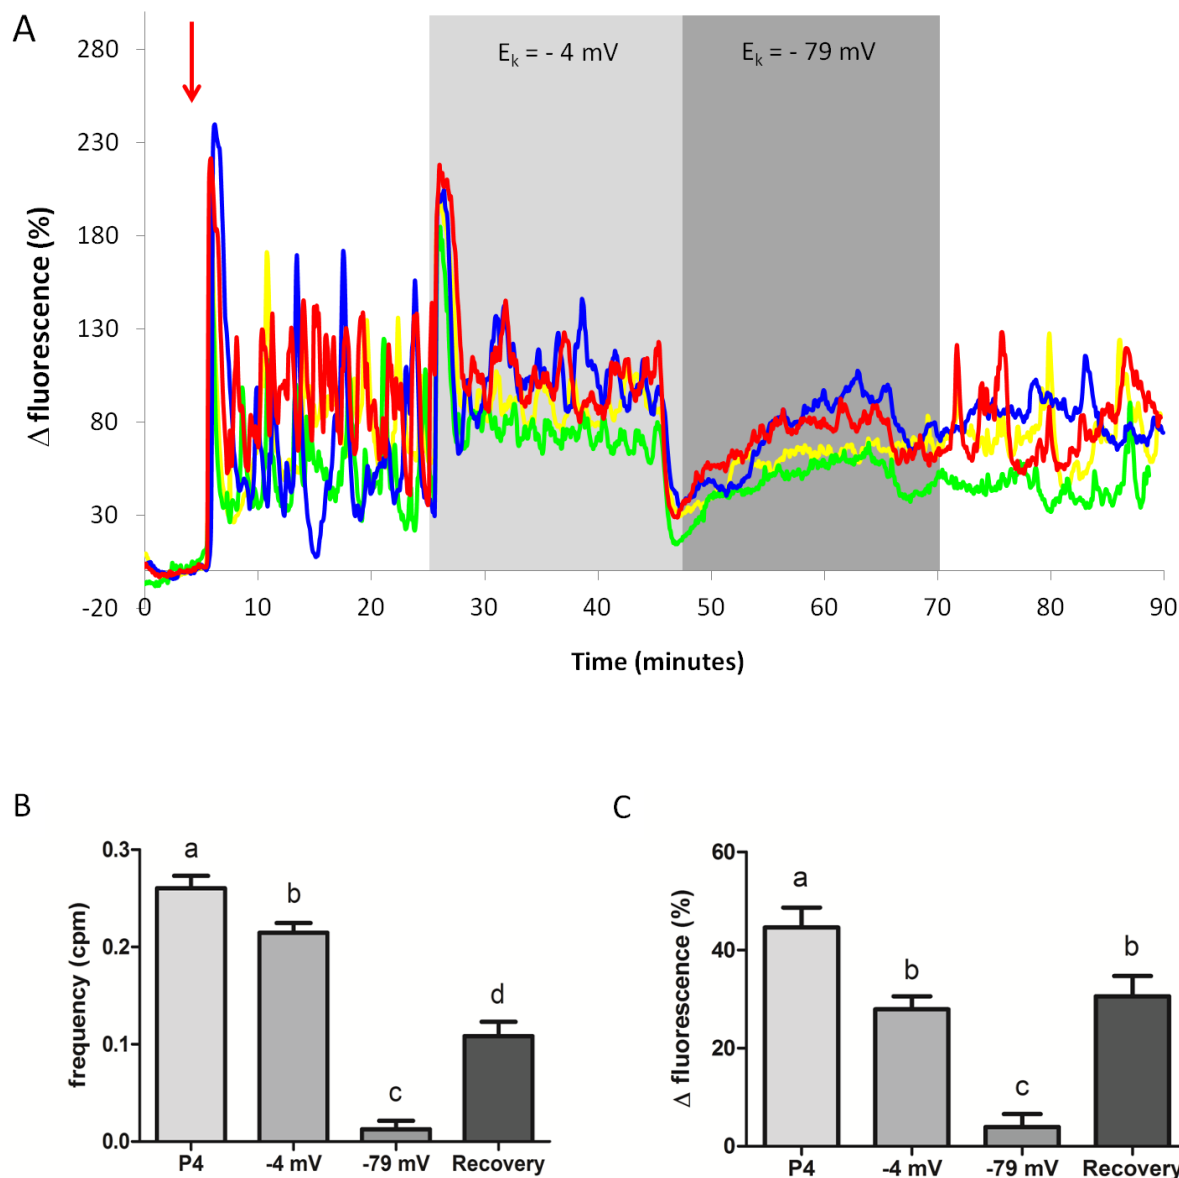 A
280
230
180
130
80
30
-20
Δ fluorescence (%)
E_k = - 4 mV
E_k = - 79 mV
0 10 20 30 40 50 60 70 80 90
Time (minutes)
B
0.3
0.2
0.1
0.0
frequency (cpm)
a
b
c
d
P4 -4 mV -79 mV Recovery
C
60
40
20
0
Δ fluorescence (%)
a
b
c
b
P4 -4 mV -79 mV Recovery